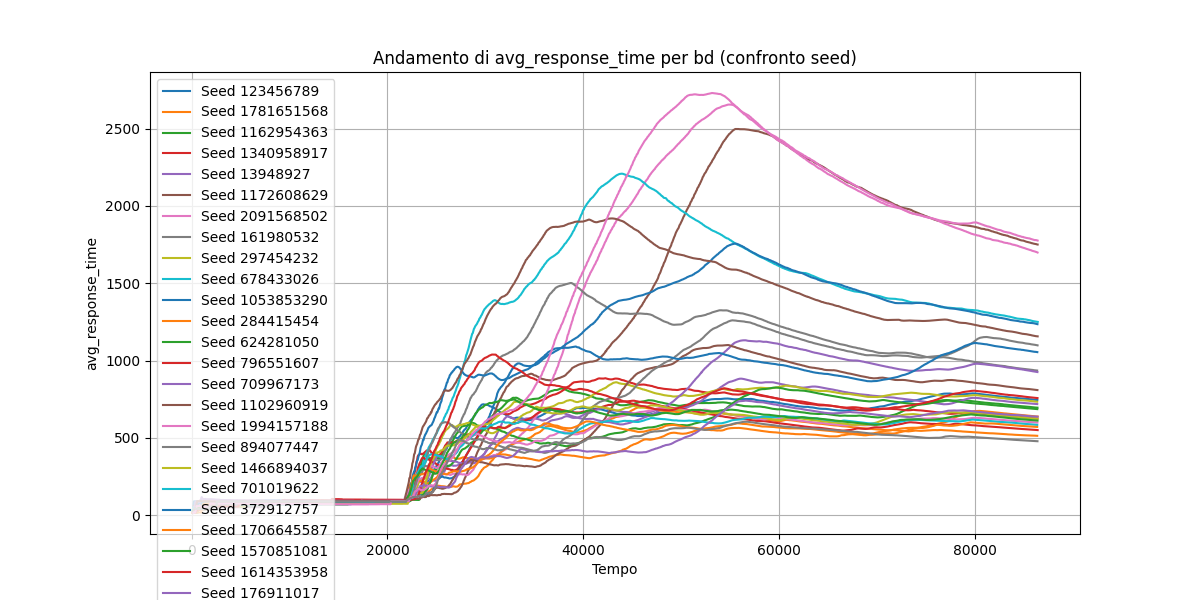 Andamento di avg_response_time per bd (confronto seed)
avg_response_time
2500
2000
1500
1000
500
0
Seed 123456789
Seed 1781651568
Seed 1162954363
Seed 1340958917
Seed 13948927
Seed 1172608629
Seed 2091568502
Seed 161980532
Seed 297454232
Seed 678433026
Seed 1053853290
Seed 284415454
Seed 624281050
Seed 796551607
Seed 709967173
Seed 1102960919
Seed 1994157188
Seed 894077447
Seed 1466894037
Seed 701019622
Seed 372912757
Seed 1706645587
Seed 1570851081
Seed 1614353958
Seed 176911017
0 20000 40000 60000 80000
Tempo